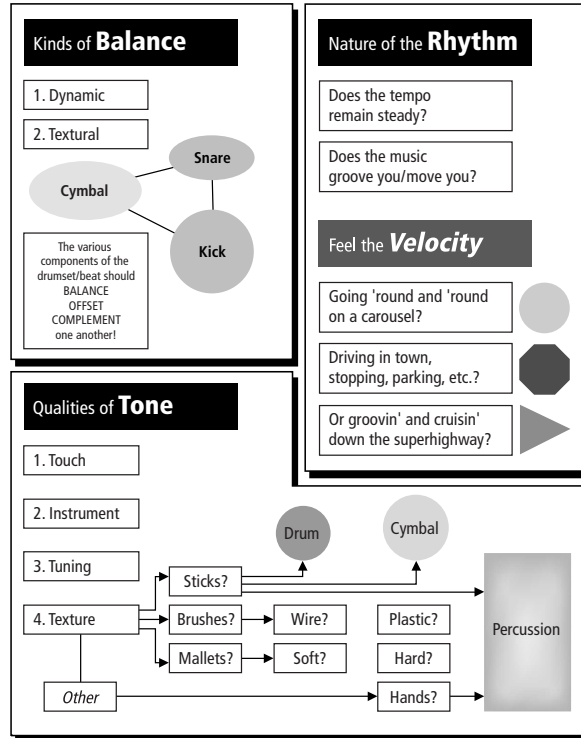 Kinds of Balance
1. Dynamic
2. Textural
Snare
Cymbal
Kick
The various
components of the
drumset/beat should
BALANCE
OFFSET
COMPLEMENT
one another!
Nature of the Rhythm
Does the tempo
remain steady?
Does the music
groove you/move you?
Feel the Velocity
Going 'round and 'round
on a carousel?
Driving in town,
stopping, parking, etc.?
Or groovin' and cruisin'
down the superhighway?
Qualities of Tone
1. Touch
2. Instrument
3. Tuning
4. Texture
Other
Drum
Cymbal
Sticks?
Brushes?
Wire?
Plastic?
Mallets?
Soft?
Hard?
Hands?
Percussion